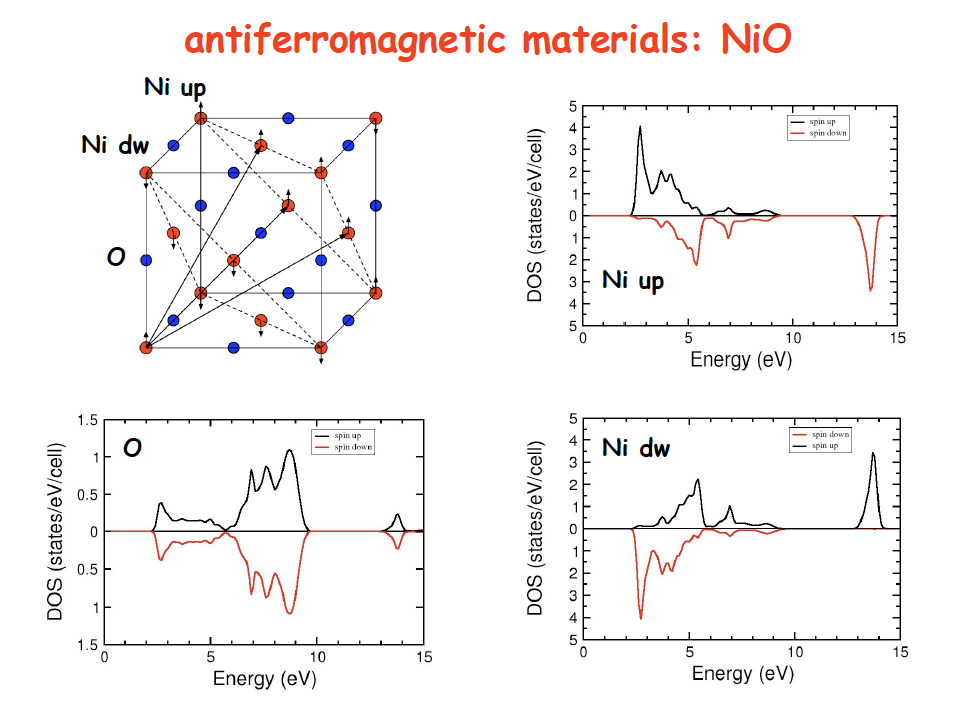 antiferromagnetic materials: NiO
Ni up
Ni dw
O
5
4
3
2
1
0
1
2
3
4
5
DOS (states/eV/cell)
spin up
spin down
Ni up
0
5
10
15
Energy (eV)
1.5
1
0.5
0
0.5
1
1.5
DOS (states/eV/cell)
O
spin up
spin down
0
5
10
15
Energy (eV)
5
4
3
2
1
0
1
2
3
4
5
DOS (states/eV/cell)
Ni dw
spin down
spin up
0
5
10
15
Energy (eV)